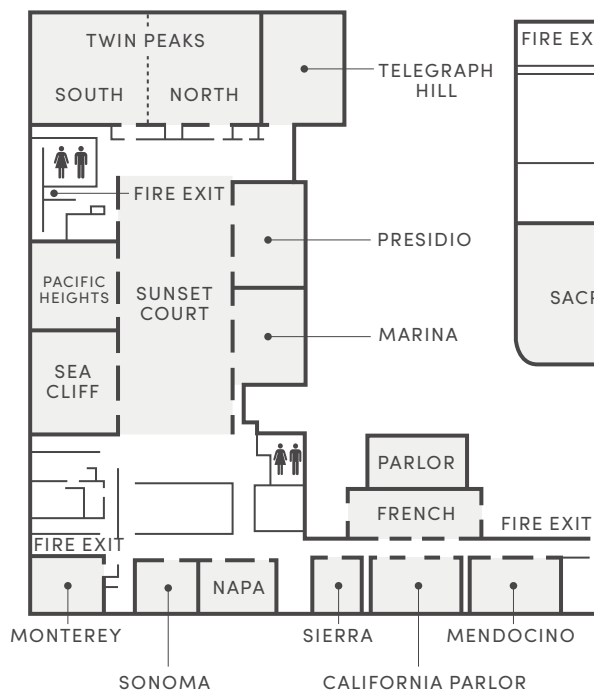 TWIN PEAKS
SOUTH
NORTH
TELEGRAPH
HILL
FIRE EX
FIRE EXIT
PRESIDIO
PACIFIC
HEIGHTS
SUNSET
COURT
SACR
MARINA
SEA
CLIFF
PARLOR
FRENCH
FIRE EXIT
FIRE EXIT
NAPA
MONTEREY
SIERRA
MENDOCINO
SONOMA
CALIFORNIA PARLOR